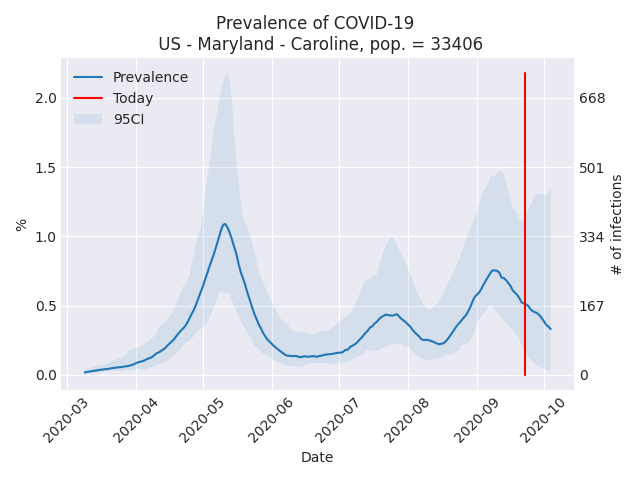 Prevalence of COVID-19
US - Maryland - Caroline, pop. = 33406
Prevalence
Today
95CI
2.0
1.5
1.0
0.5
0.0
%
668
501
334
167
0
# of infections
2020-03
2020-04
2020-05
2020-06
2020-07
2020-08
2020-09
2020-10
Date